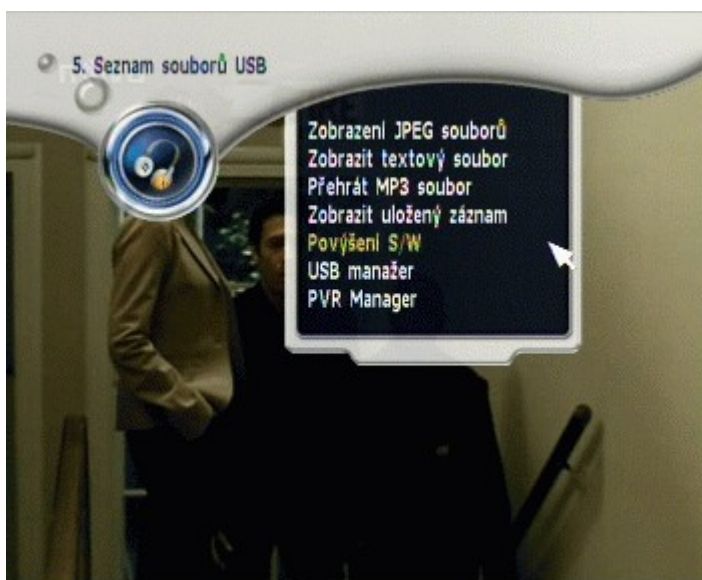 5. Seznam souborů USB
Zobrazení JPEG souborů
Zobrazit textový soubor
Přehrát MP3 soubor
Zobrazit uložený záznam
Povýšení S/W
USB manažer
PVR Manager